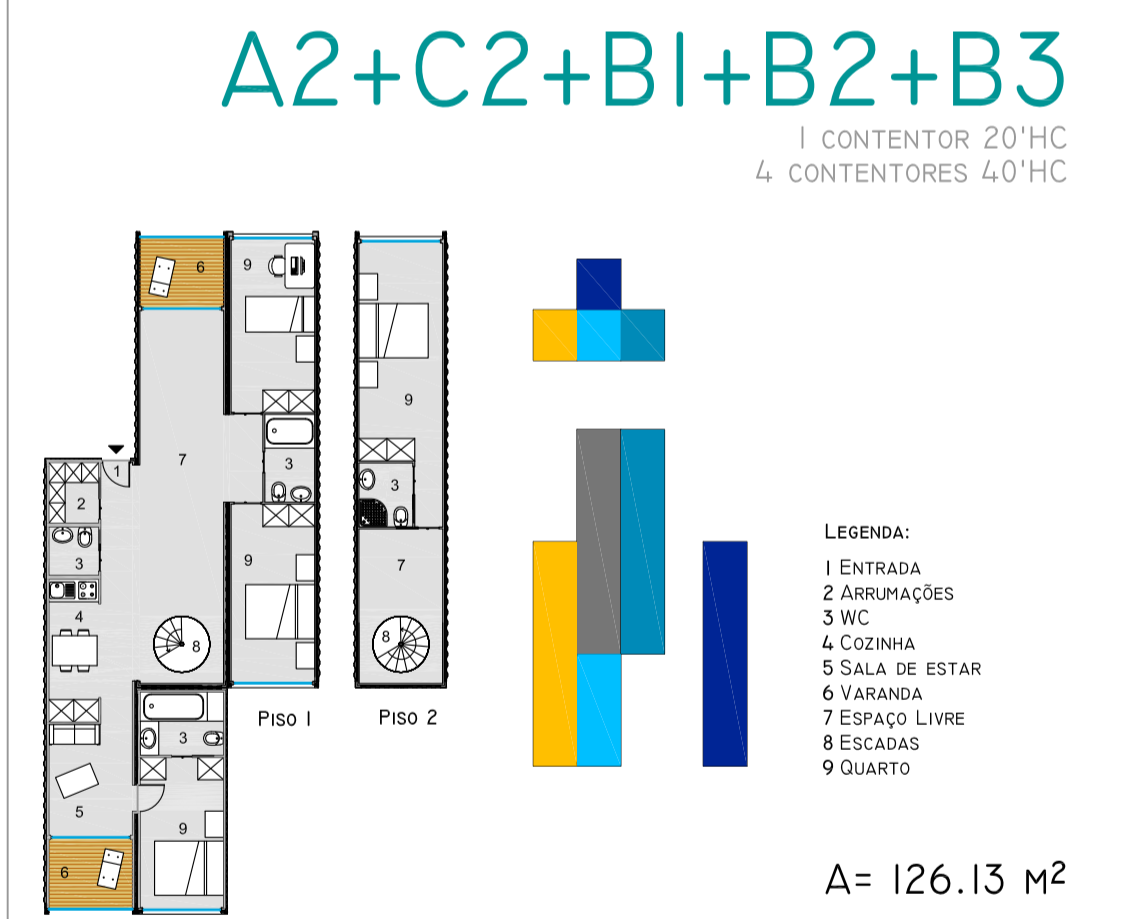 A2+C2+B1+B2+B3
1 CONTENTOR 20'HC
4 CONTENTORES 40'HC
6
9
7
3
1
2
3
4
8
9
5
3
9
6
Piso 1
9
3
7
8
Piso 2
LEGENDA:
1 ENTRADA
2 ARRUMAÇÕES
3 WC
4 COZINHA
5 SALA DE ESTAR
6 VARANDA
7 ESPAÇO LIVRE
8 ESCADAS
9 QUARTO
A= 126.13 M²